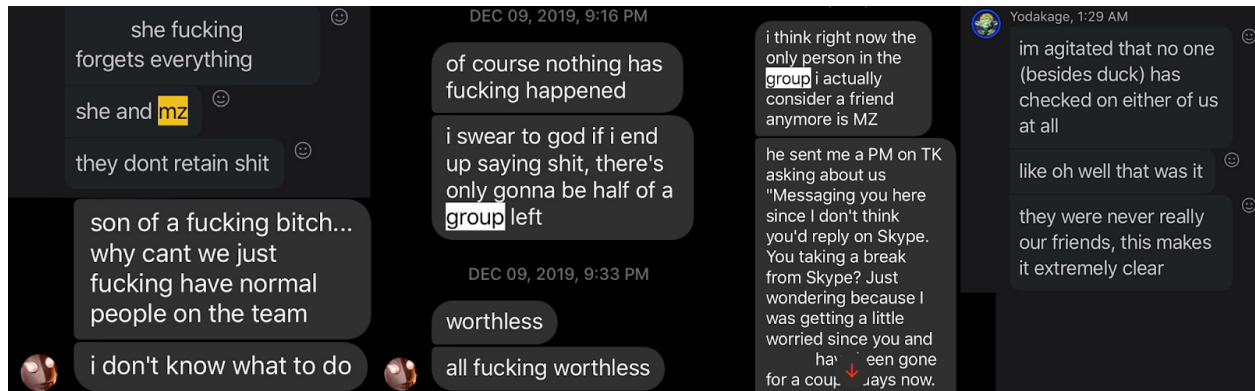 she fucking
forgets everything
she and mz
they dont retain shit
son of a fucking bitch...
why cant we just
fucking have normal
people on the team
i don't know what to do
DEC 09, 2019, 9:16 PM
of course nothing has
fucking happened
i swear to god if i end
up saying shit, there's
only gonna be half of a
group left
DEC 09, 2019, 9:33 PM
worthless
all fucking worthless
i think right now the
only person in the
group i actually
consider a friend
anymore is MZ
he sent me a PM on TK
asking about us
"Messaging you here
since I don't think
you'd reply on Skype.
You taking a break
from Skype? Just
wondering because I
was getting a little
worried since you and
gone
for a days now.
Yodakage, 1:29 AM
im agitated that no one
(besides duck) has
checked on either of us
at all
like oh well that was it
they were never really
our friends, this makes
it extremely clear